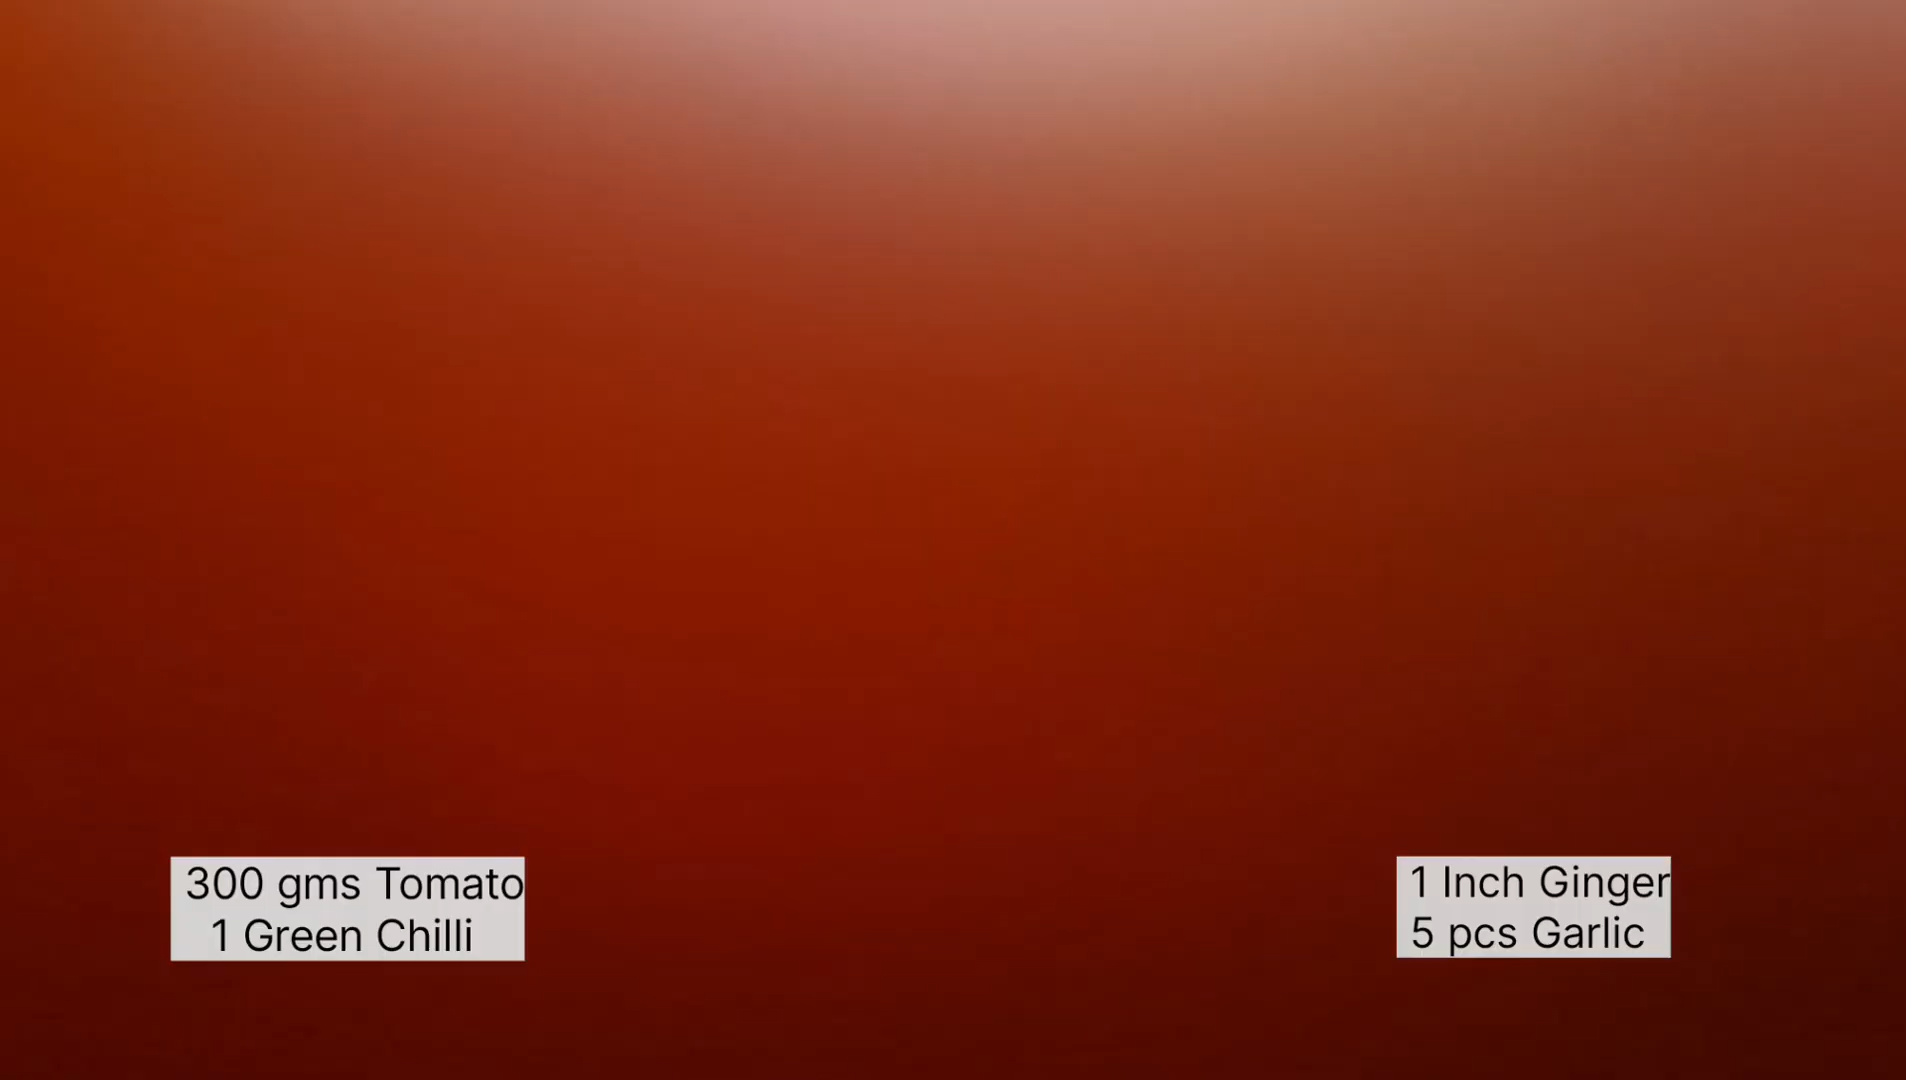 300 gms Tomato
1 Green Chilli
1 Inch Ginger
5 pcs Garlic